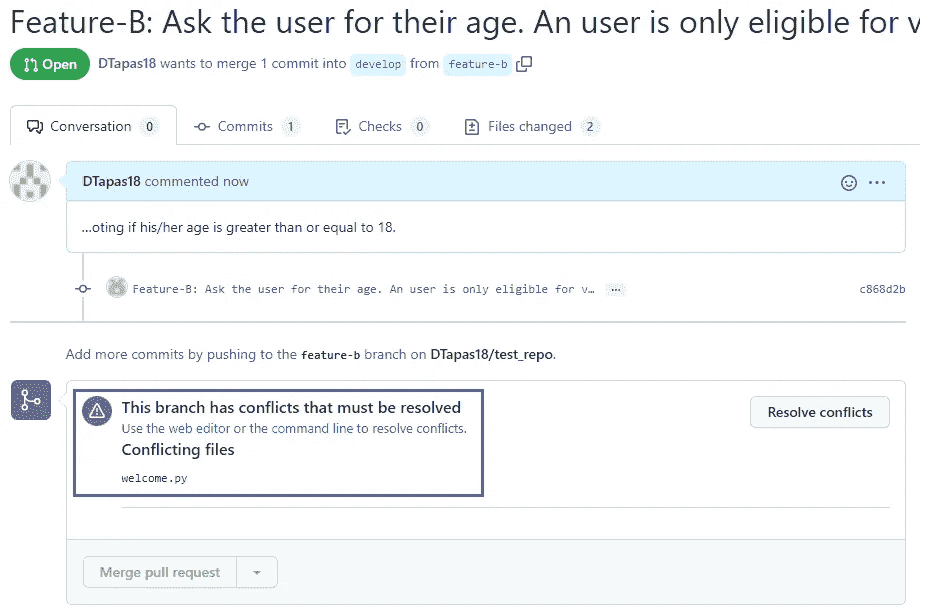 Feature-B: Ask the user for their age. An user is only eligible for v
Open DTapas18 wants to merge 1 commit into develop from feature-b
Conversation 0 Commits 1 Checks 0 Files changed 2
DTapas18 commented now
...oting if his/her age is greater than or equal to 18.
Feature-B: Ask the user for their age. An user is only eligible for v… ... c868d2b
Add more commits by pushing to the feature-b branch on DTapas18/test_repo.
This branch has conflicts that must be resolved
Resolve conflicts
Use the web editor or the command line to resolve conflicts.
Conflicting files
welcome.py
Merge pull request